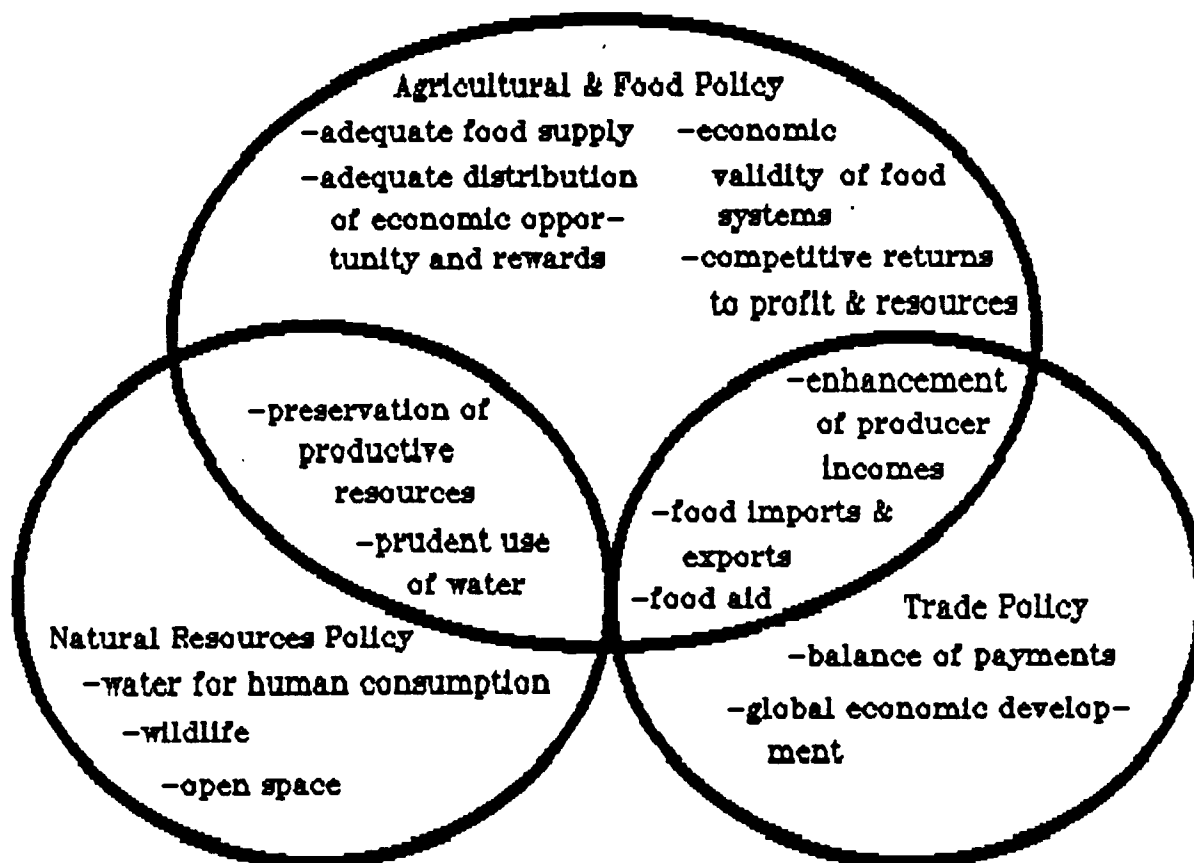 Agricultural & Food Policy
-adequate food supply
-adequate distribution
of economic oppor-
tunity and rewards
-economic
validity of food
systems
-competitive returns
to profit & resources
-preservation of
productive
resources
-prudent use
of water
-enhancement
of producer
incomes
-food imports &
exports
-food aid
Natural Resources Policy
-water for human consumption
-wildlife
-open space
Trade Policy
-balance of payments
-global economic develop-
ment